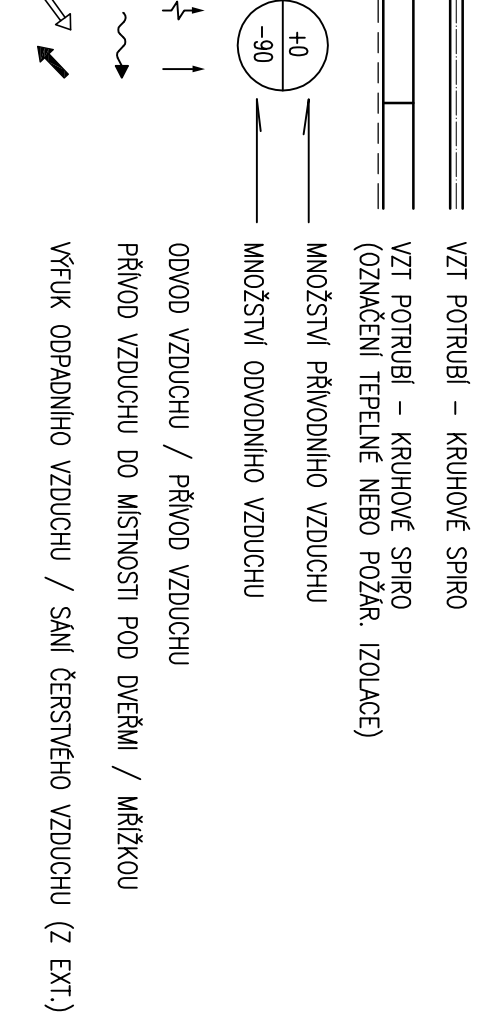 VZT POTRUBÍ – KRUHOVÉ SPIRO
VZT POTRUBÍ – KRUHOVÉ SPIRO
(OZNAČENÍ TEPELNÉ NEBO POŽÁR. IZOLACE)
+0
-90
MNOŽSTVÍ PŘÍVODNÍHO VZDUCHU
MNOŽSTVÍ ODVODNÍHO VZDUCHU
ODVOD VZDUCHU / PŘÍVOD VZDUCHU
PŘÍVOD VZDUCHU DO MÍSTNOSTI POD DVEŘMI / MŘÍŽKOU
VÝFUK ODPADNÍHO VZDUCHU / SÁNÍ ČERSTVÉHO VZDUCHU (Z EXT.)